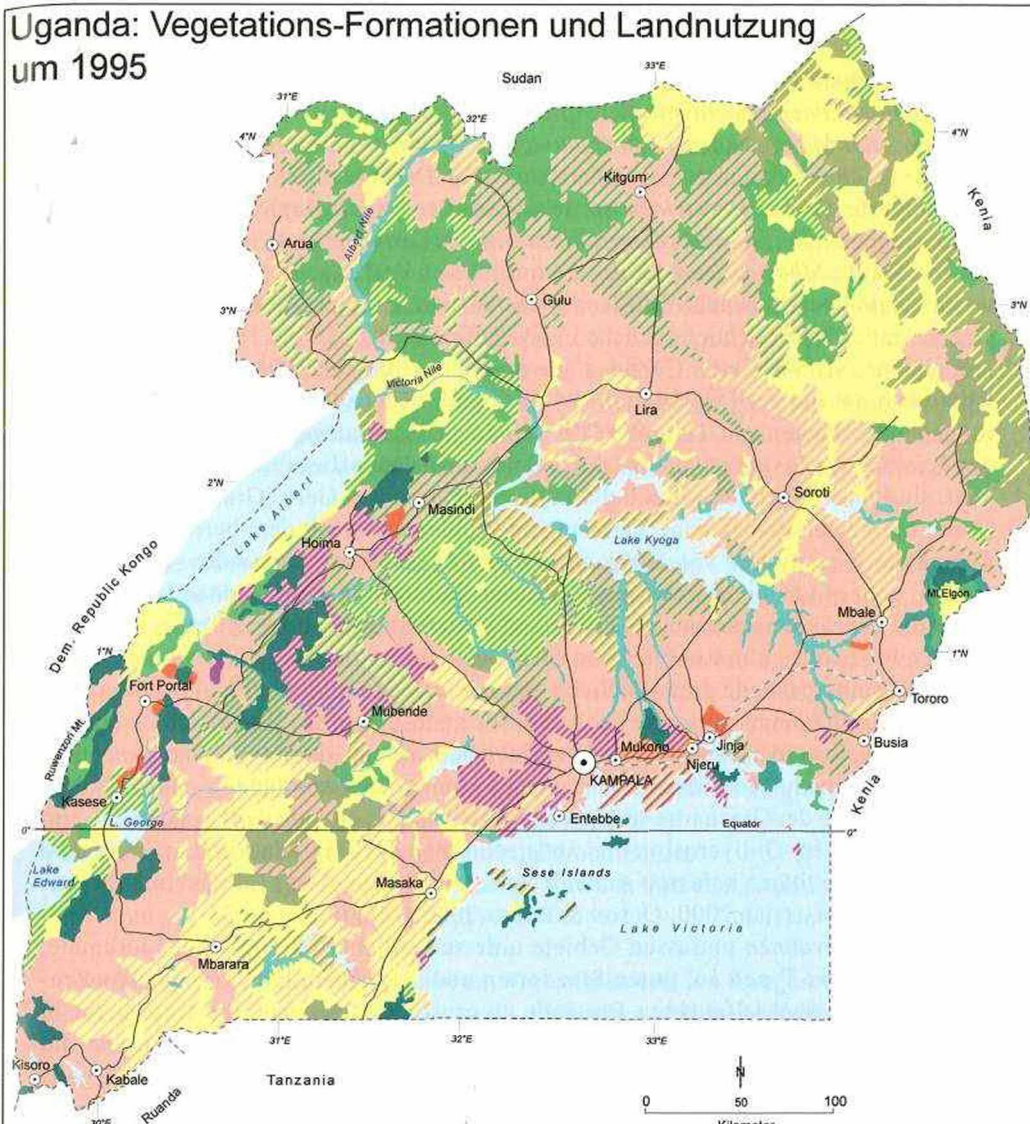 Uganda: Vegetations-Formationen und Landnutzung
um 1995
Sudan
33°E
31°E
32°E
4°N
4°N
Kitgum
Kenia
Albert Nile
Arua
Gulu
3°N
3°N
Victoria Nile
Lira
2°N
2°N
Soroti
Masindi
Lake Albert
Hoima
Lake Kyoga
Dem. Republic Kongo
Mt.Elgon
Mbale
1°N
1°N
Fort Portal
Tororo
Ruwenzori Mt.
Mubende
Busia
Mukono
Jinja
Njeru
KAMPALA
Kasese
Kenia
L. George
Entebbe
0°
Equator
0°
Lake
Edward
Sese Islands
Masaka
Lake Victoria
Mbarara
31°E
32°E
33°E
Kisoro
Kabale
Tanzania
Ruanda
30°E
N
0
50
100
Kilometer